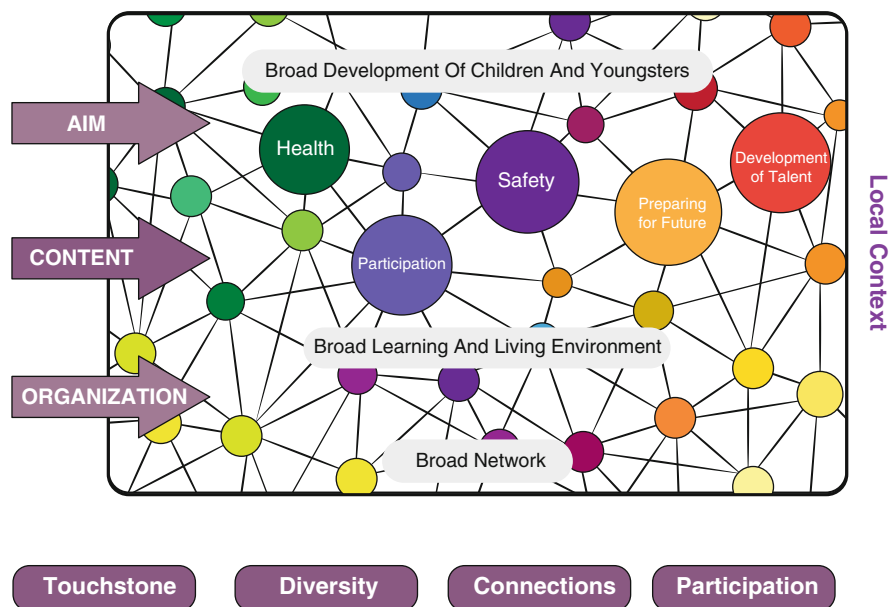 Broad Development Of Children And Youngsters
AIM
Health
Safety
Development
of Talent
Preparing
for Future
Local Context
CONTENT
Participation
Broad Learning And Living Environment
ORGANIZATION
Broad Network
Touchstone
Diversity
Connections
Participation